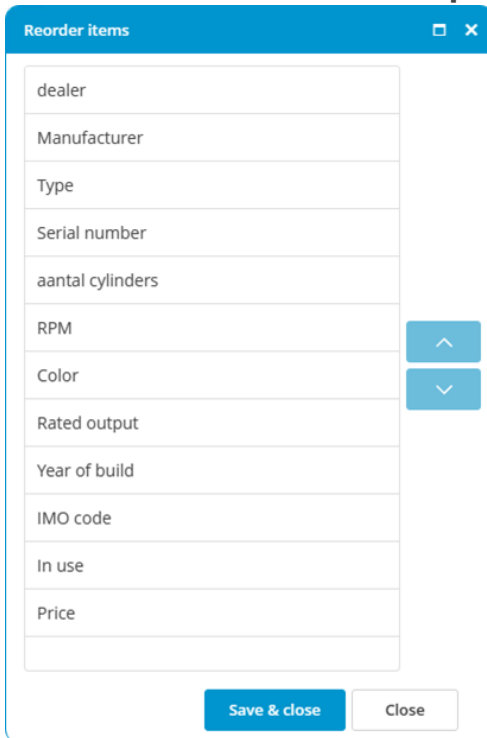 Reorder items
dealer
Manufacturer
Type
Serial number
aantal cylinders
RPM
Color
Rated output
Year of build
IMO code
In use
Price
Save & close
Close